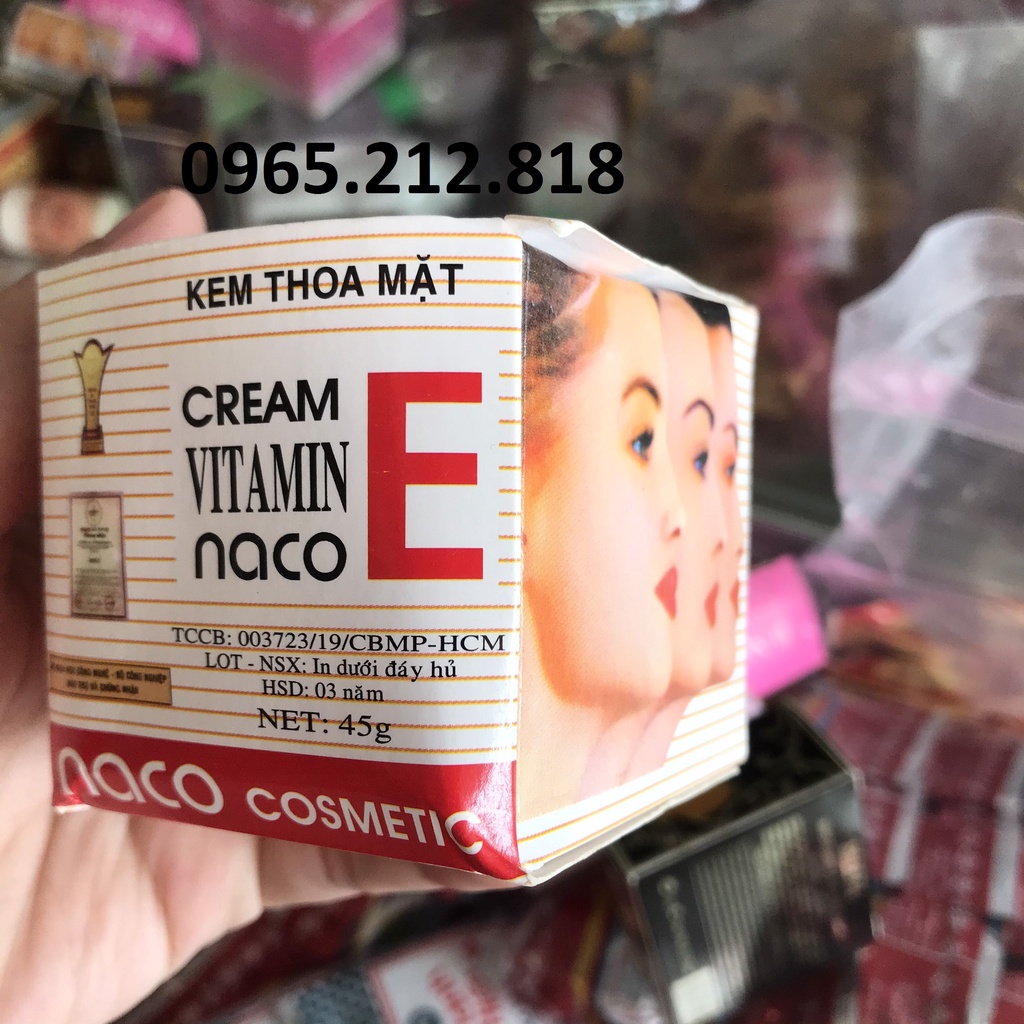 0965.212.818
KEM THOA MẶT
CREAM
VITAMIN
naco
E
TCCB: 003723/19/CBMP-HCM
LOT - NSX: In dưới đáy hủ
HSD: 03 năm
NET: 45g
naco COSMETIC